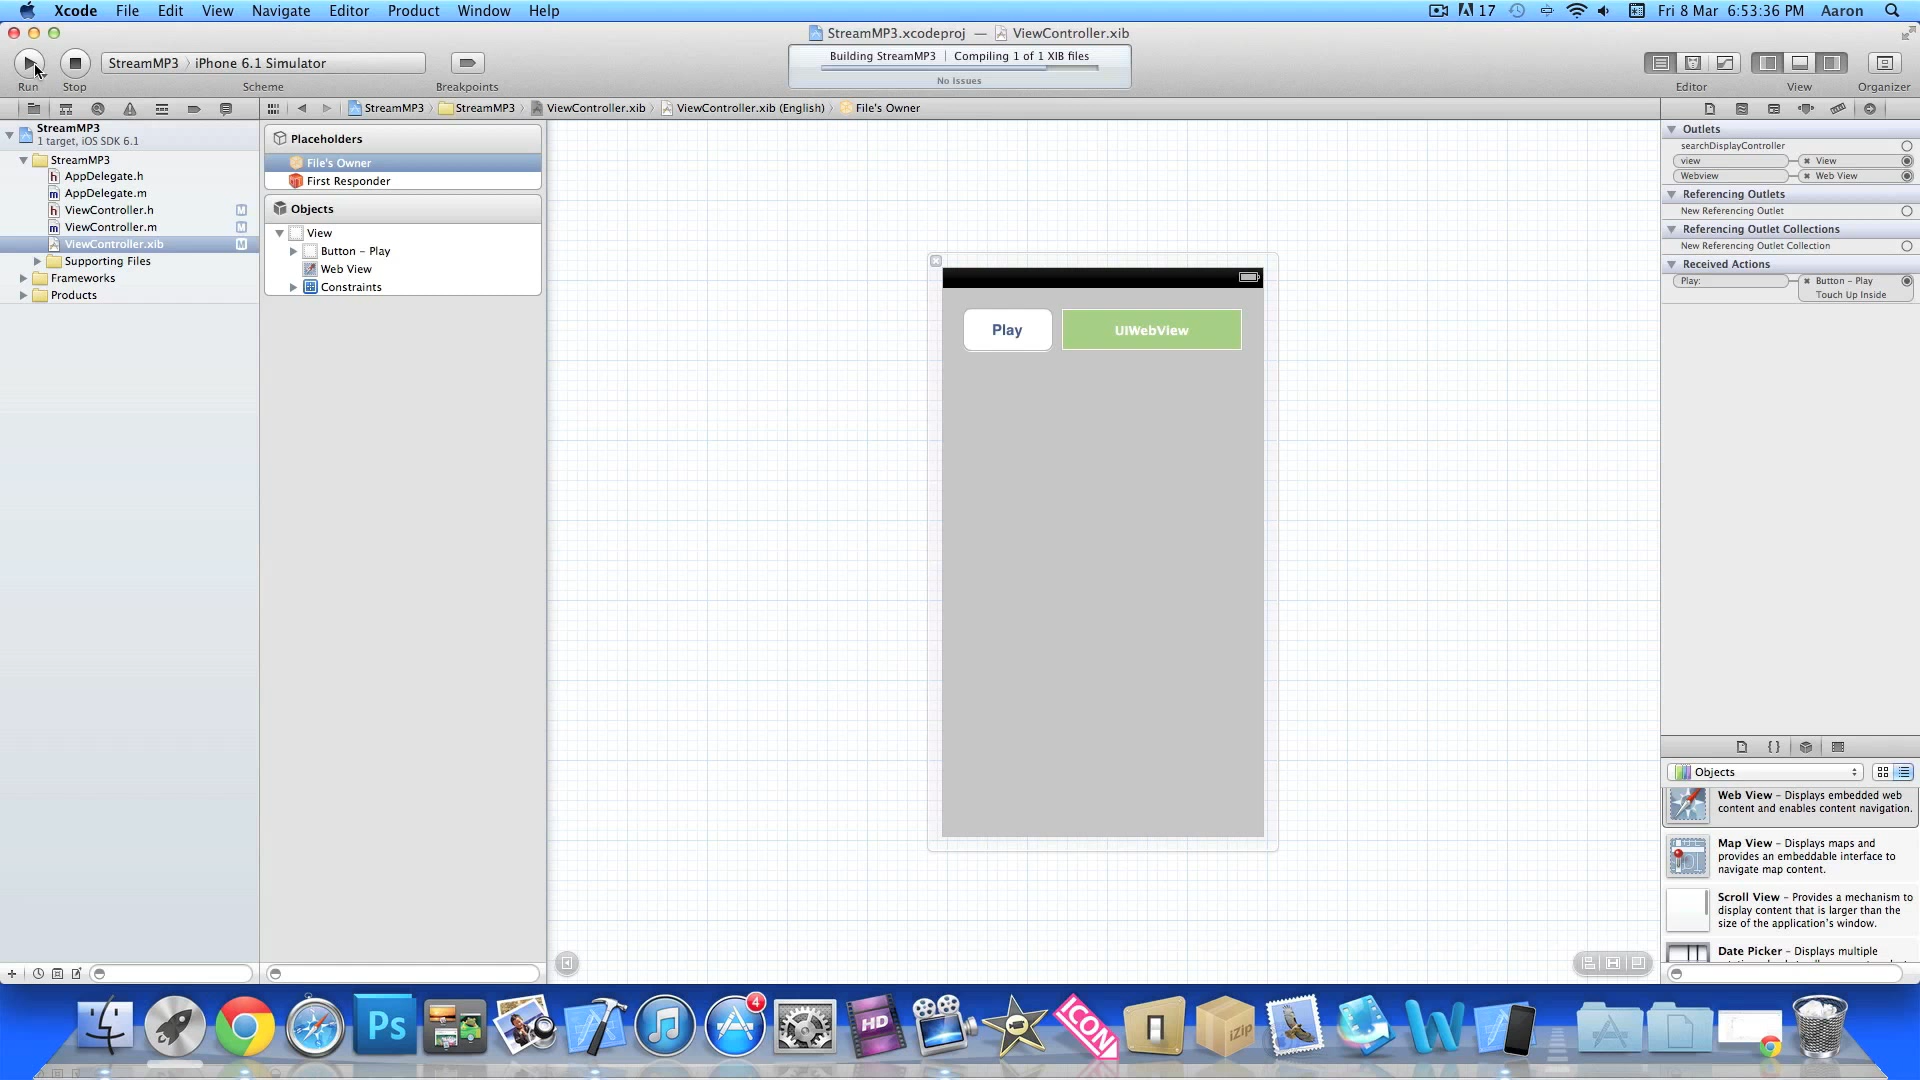 Xcode File Edit View Navigate Editor Product Window Help 17 Fri 8 Mar 6:53:36 PM Aaron
StreamMP3.xcodeproj — ViewController.xib
StreamMP3 iPhone 6.1 Simulator
Building StreamMP3 | Compiling 1 of 1 XIB files
No Issues
Run Stop Scheme Breakpoints Editor View Organizer
StreamMP3 StreamMP3 ViewController.xib ViewController.xib (English) File's Owner
StreamMP3
1 target, iOS SDK 6.1
StreamMP3
AppDelegate.h
AppDelegate.m
ViewController.h M
ViewController.m M
ViewController.xib M
Supporting Files
Frameworks
Products
Placeholders
File's Owner
First Responder
Objects
View
Button – Play
Web View
Constraints
Play
UIWebView
Outlets
searchDisplayController
view View
Webview Web View
Referencing Outlets
New Referencing Outlet
Referencing Outlet Collections
New Referencing Outlet Collection
Received Actions
Play: Button – Play
Touch Up Inside
{ }
Objects
Web View – Displays embedded web
content and enables content navigation.
Map View – Displays maps and
provides an embeddable interface to
navigate map content.
Scroll View – Provides a mechanism to
display content that is larger than the
size of the application's window.
Date Picker – Displays multiple
Ps
4
HD
ICON
iZip
W